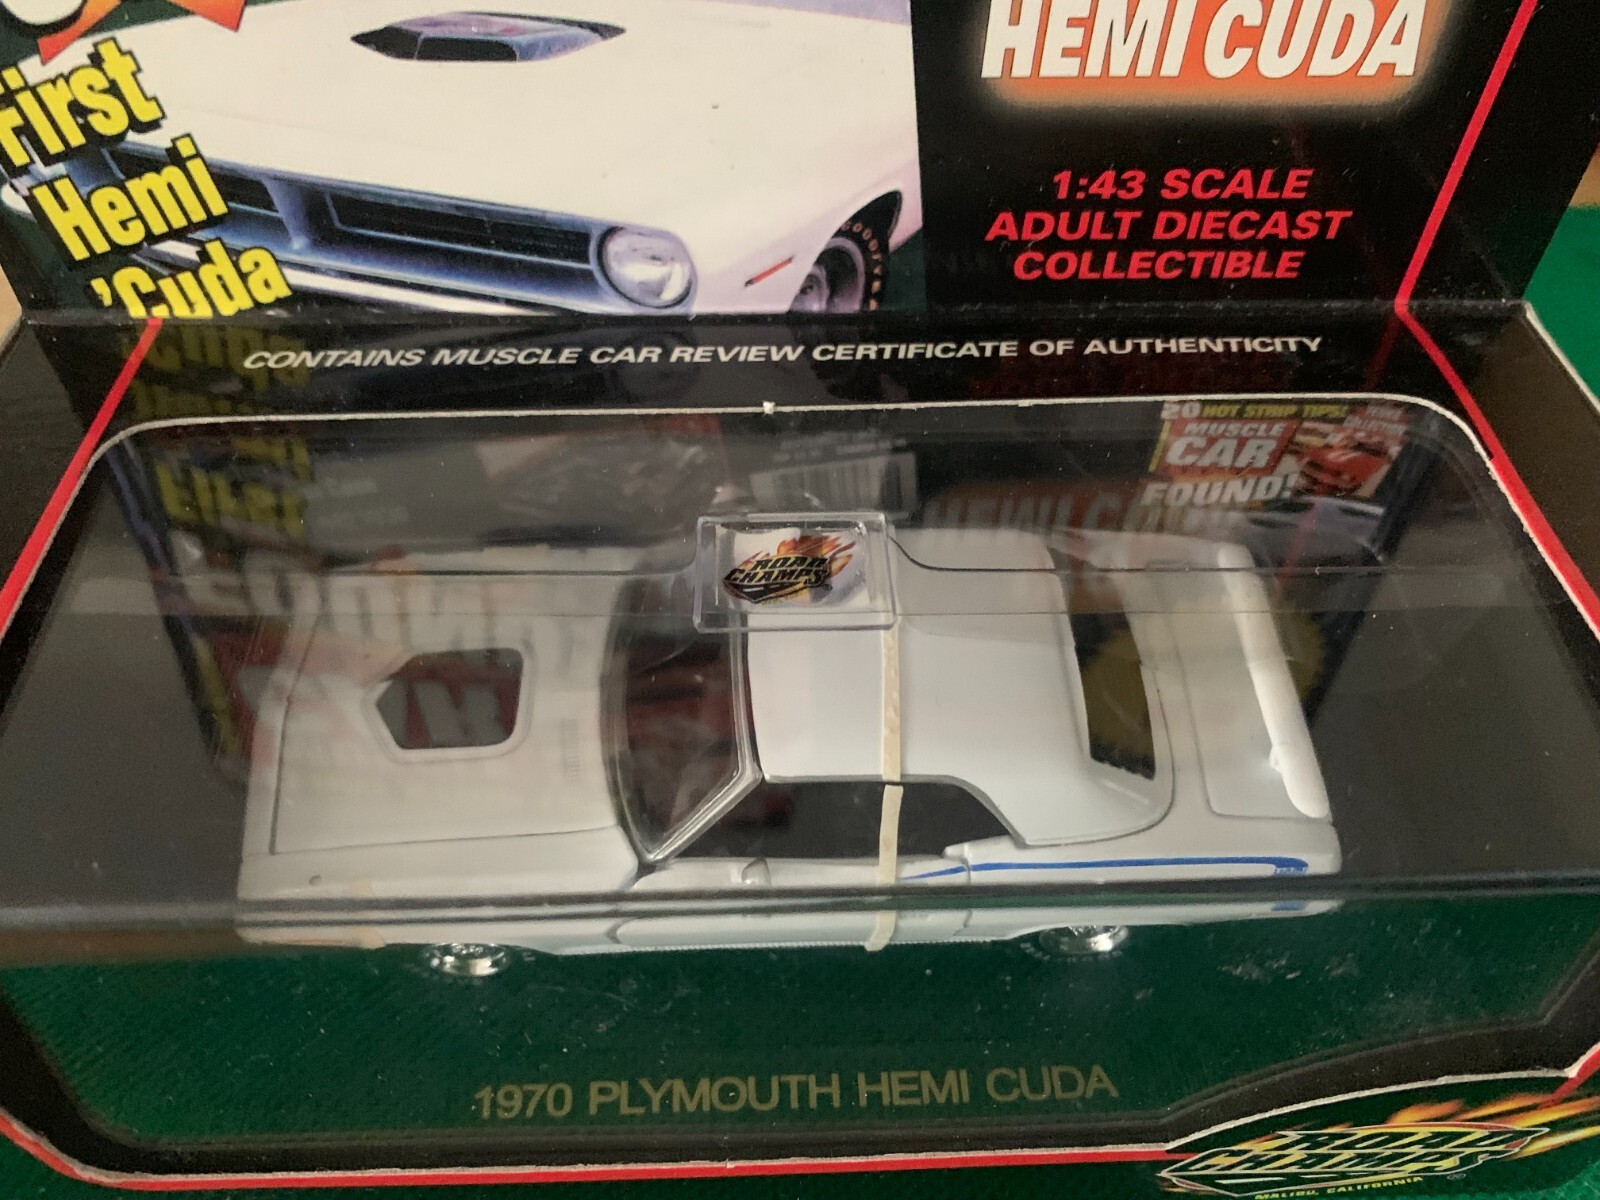 HEMI CUDA
First
Hemi
'Cuda
1:43 SCALE
ADULT DIECAST
COLLECTIBLE
CONTAINS MUSCLE CAR REVIEW CERTIFICATE OF AUTHENTICITY
20 HOT STRIP TIPS!
MUSCLE
CAR
FOUND!
ROAD
CHAMPS
1970 PLYMOUTH HEMI CUDA
ROAD
CHAMPS
MALIBU, CALIFORNIA